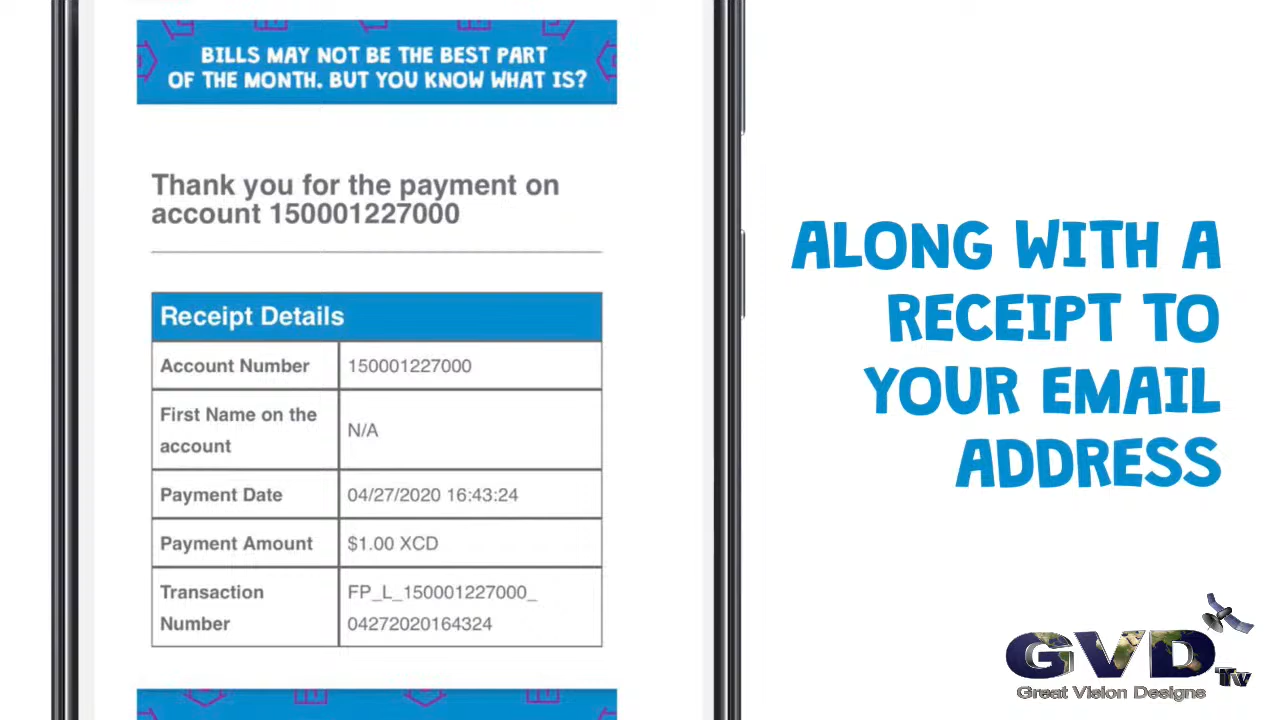 BILLS MAY NOT BE THE BEST PART
OF THE MONTH. BUT YOU KNOW WHAT IS?
Thank you for the payment on
account 150001227000
Receipt Details
Account Number 150001227000
First Name on the
account
N/A
Payment Date 04/27/2020 16:43:24
Payment Amount $1.00 XCD
Transaction
Number
FP_L_150001227000_
04272020164324
ALONG WITH A
RECEIPT TO
YOUR EMAIL
ADDRESS
GVD
Tv
Great Vision Designs